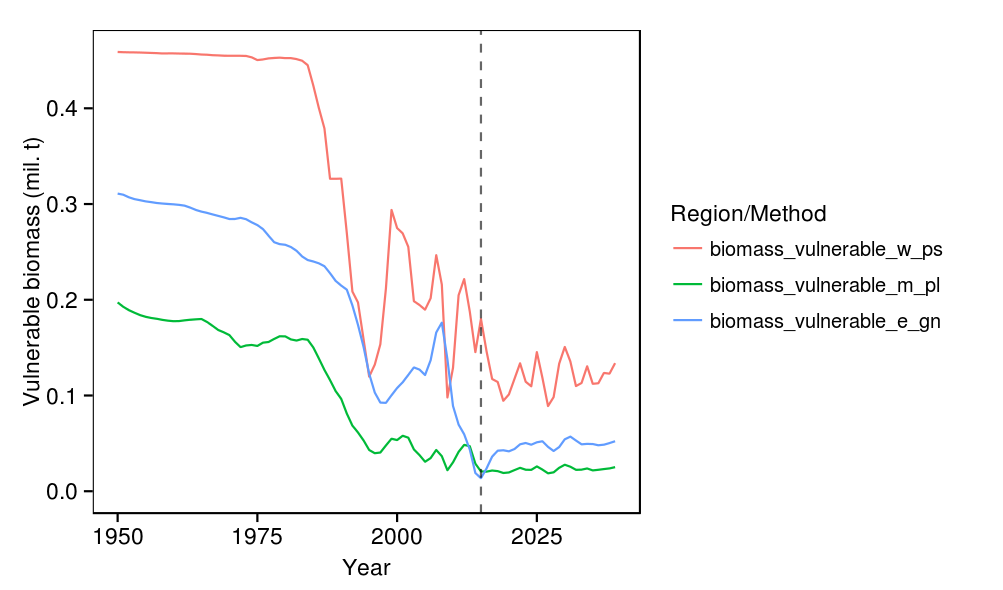 Vulnerable biomass (mil. t)
0.4
0.3
0.2
0.1
0.0
1950 1975 2000 2025
Year
Region/Method
biomass_vulnerable_w_ps
biomass_vulnerable_m_pl
biomass_vulnerable_e_gn